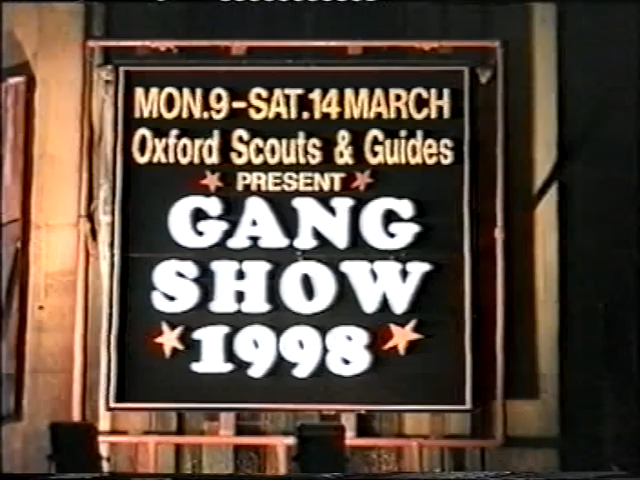 MON.9-SAT.14 MARCH
Oxford Scouts & Guides
PRESENT
GANG
SHOW
1998